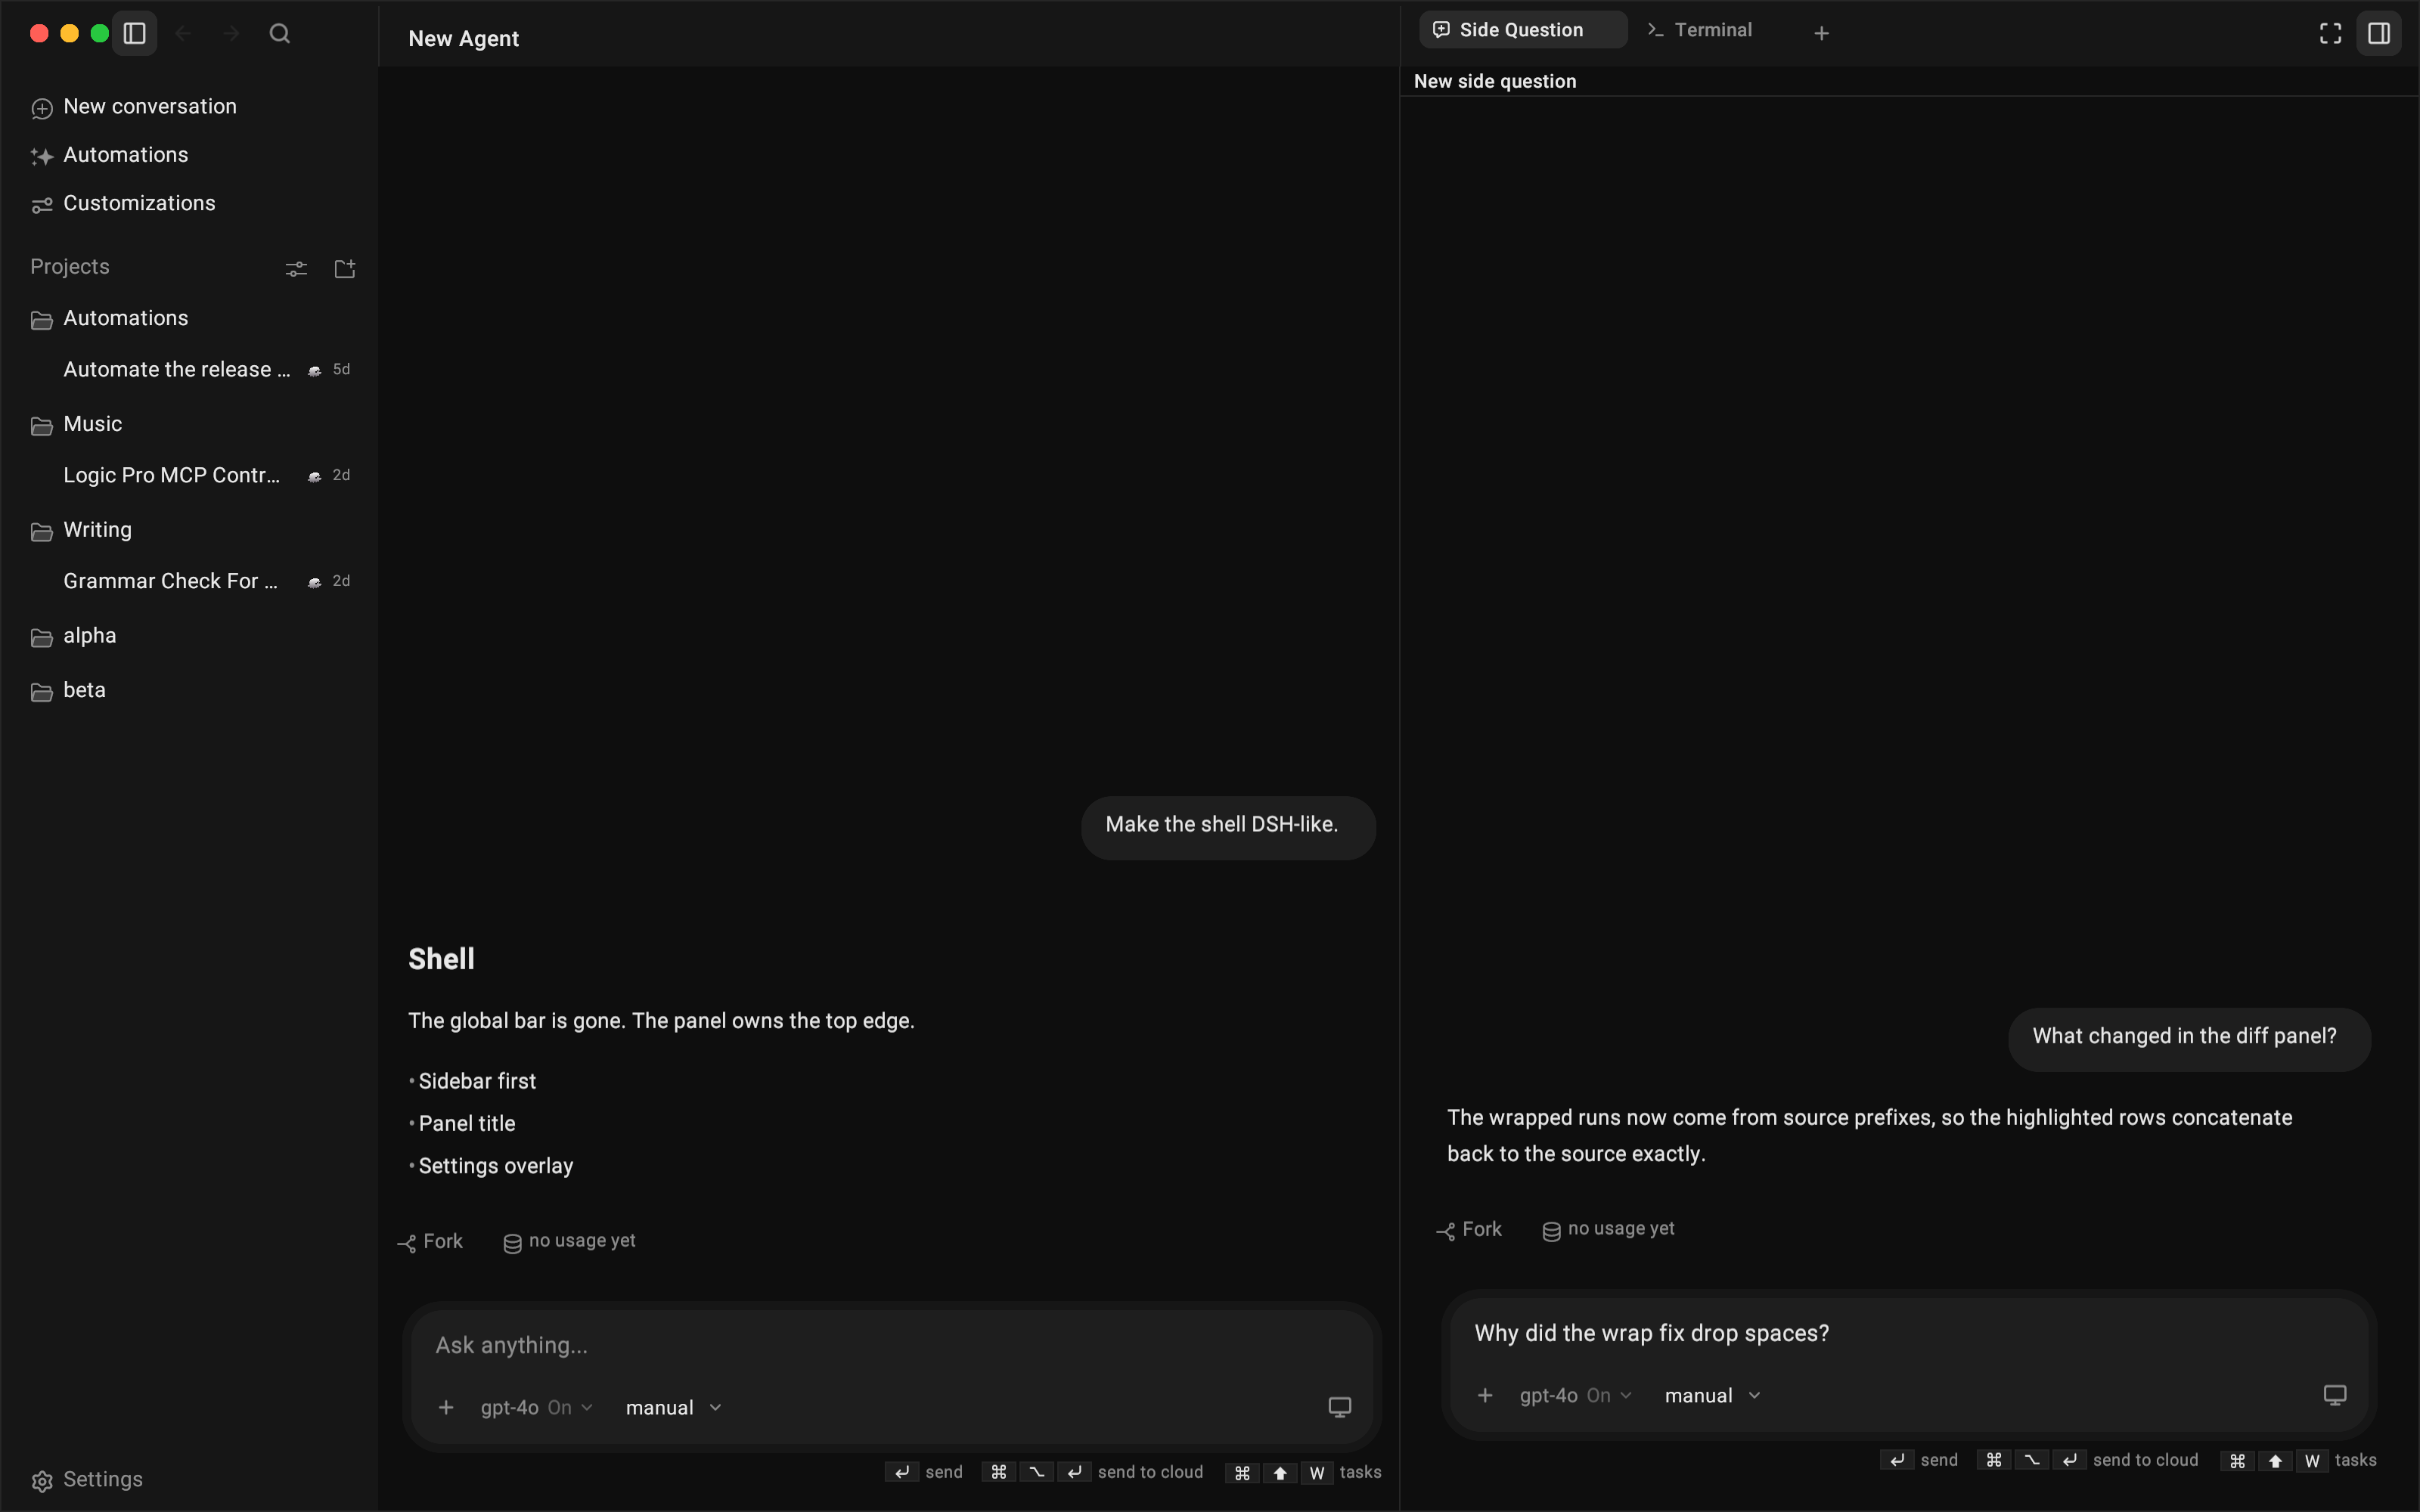 New Agent
Side Question
Terminal
New side question
New conversation
Automations
Customizations
Projects
Automations
Automate the release ... 5d
Music
Logic Pro MCP Contr... 2d
Writing
Grammar Check For ... 2d
alpha
beta
Settings
Make the shell DSH-like.
Shell
The global bar is gone. The panel owns the top edge.
• Sidebar first
• Panel title
• Settings overlay
Fork no usage yet
Ask anything...
gpt-4o On manual
send ⌘ ⌥ send to cloud ⌘ W tasks
What changed in the diff panel?
The wrapped runs now come from source prefixes, so the highlighted rows concatenate
back to the source exactly.
Fork no usage yet
Why did the wrap fix drop spaces?
gpt-4o On manual
send ⌘ ⌥ send to cloud ⌘ W tasks